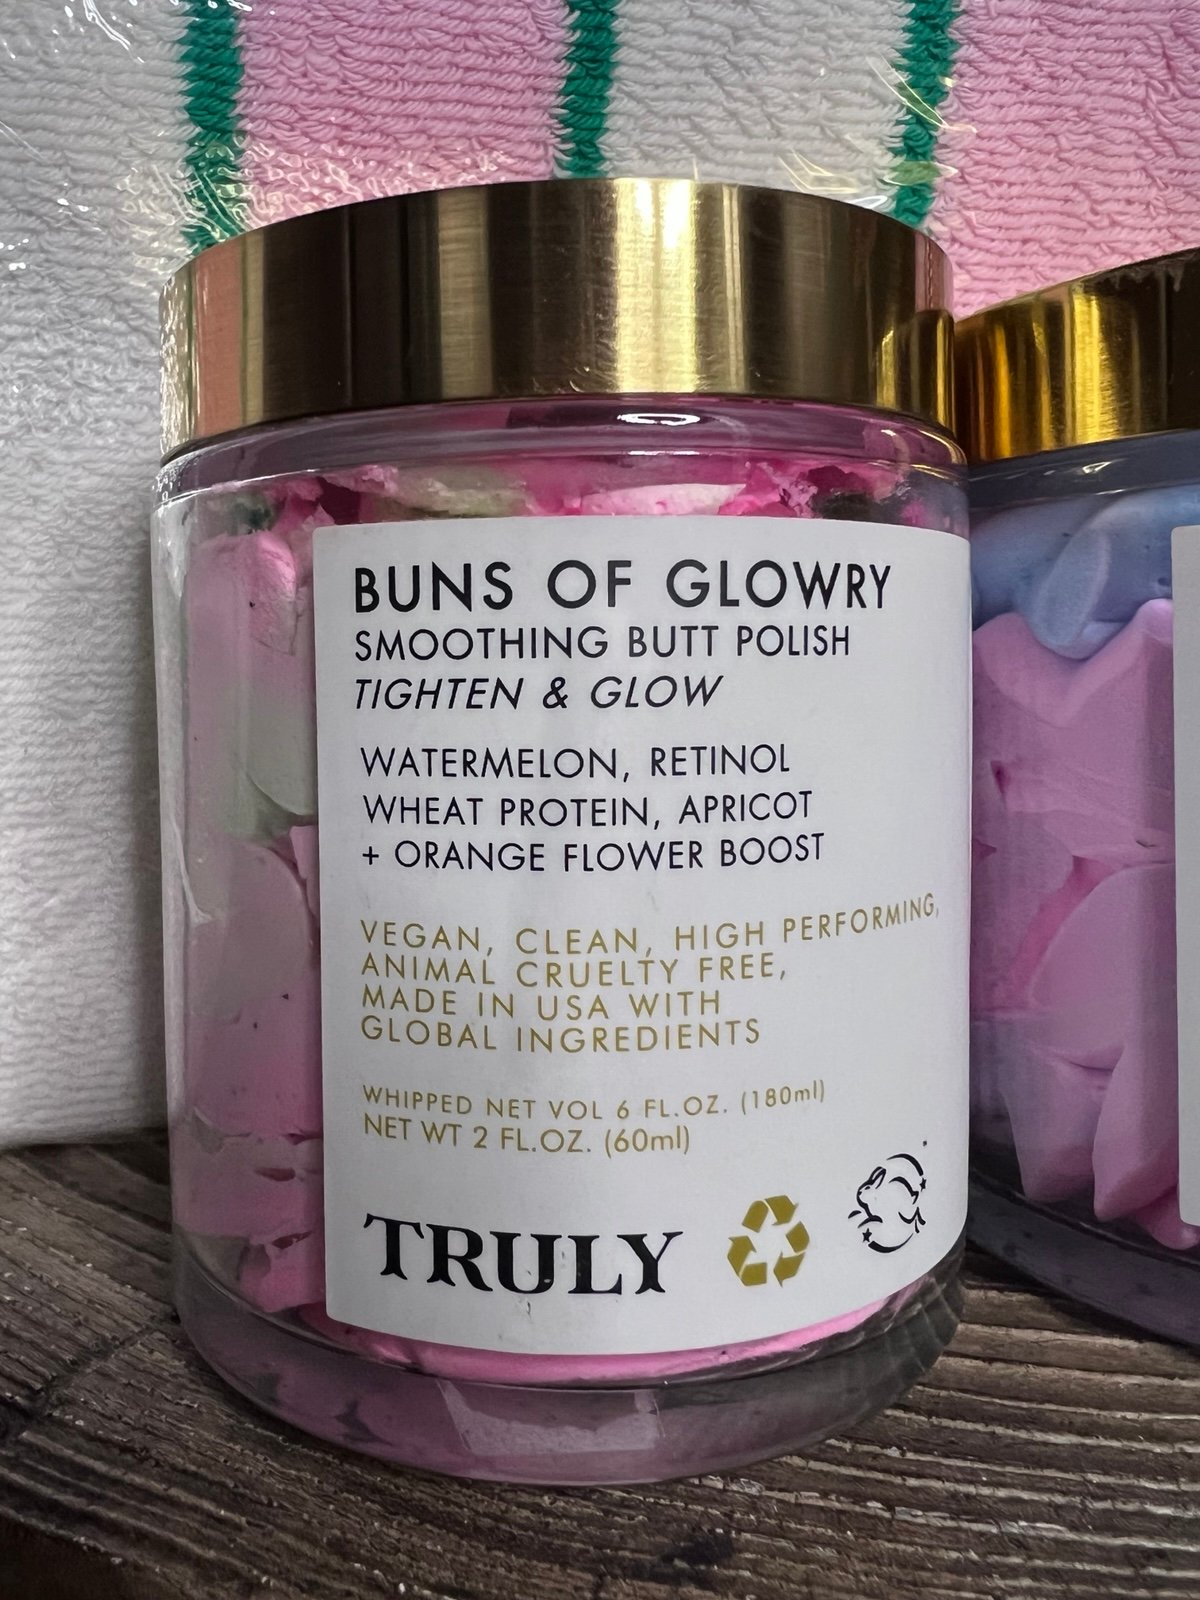 BUNS OF GLOWRY
SMOOTHING BUTT POLISH
TIGHTEN & GLOW
WATERMELON, RETINOL
WHEAT PROTEIN, APRICOT
+ ORANGE FLOWER BOOST
VEGAN, CLEAN, HIGH PERFORMING,
ANIMAL CRUELTY FREE,
MADE IN USA WITH
GLOBAL INGREDIENTS
WHIPPED NET VOL 6 FL.OZ. (180ml)
NET WT 2 FL.OZ. (60ml)
TRULY